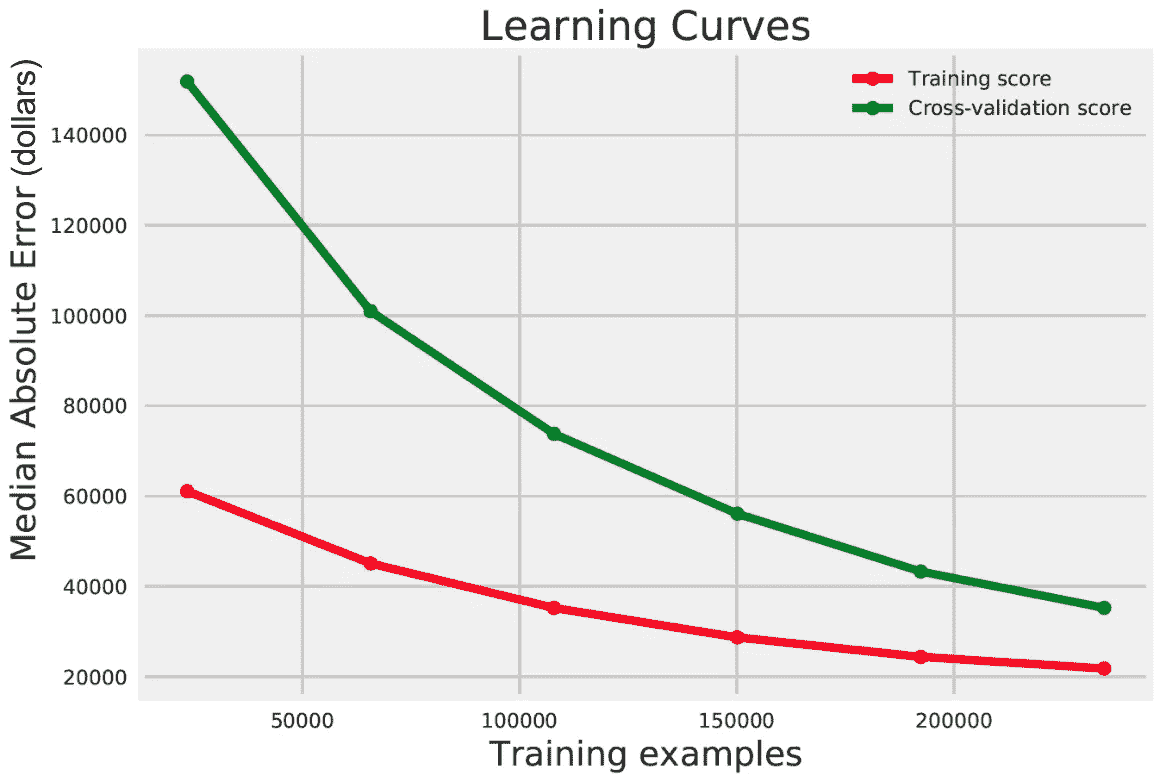 Learning Curves
Median Absolute Error (dollars)
Training score
Cross-validation score
140000
120000
100000
80000
60000
40000
20000
50000
100000
150000
200000
Training examples